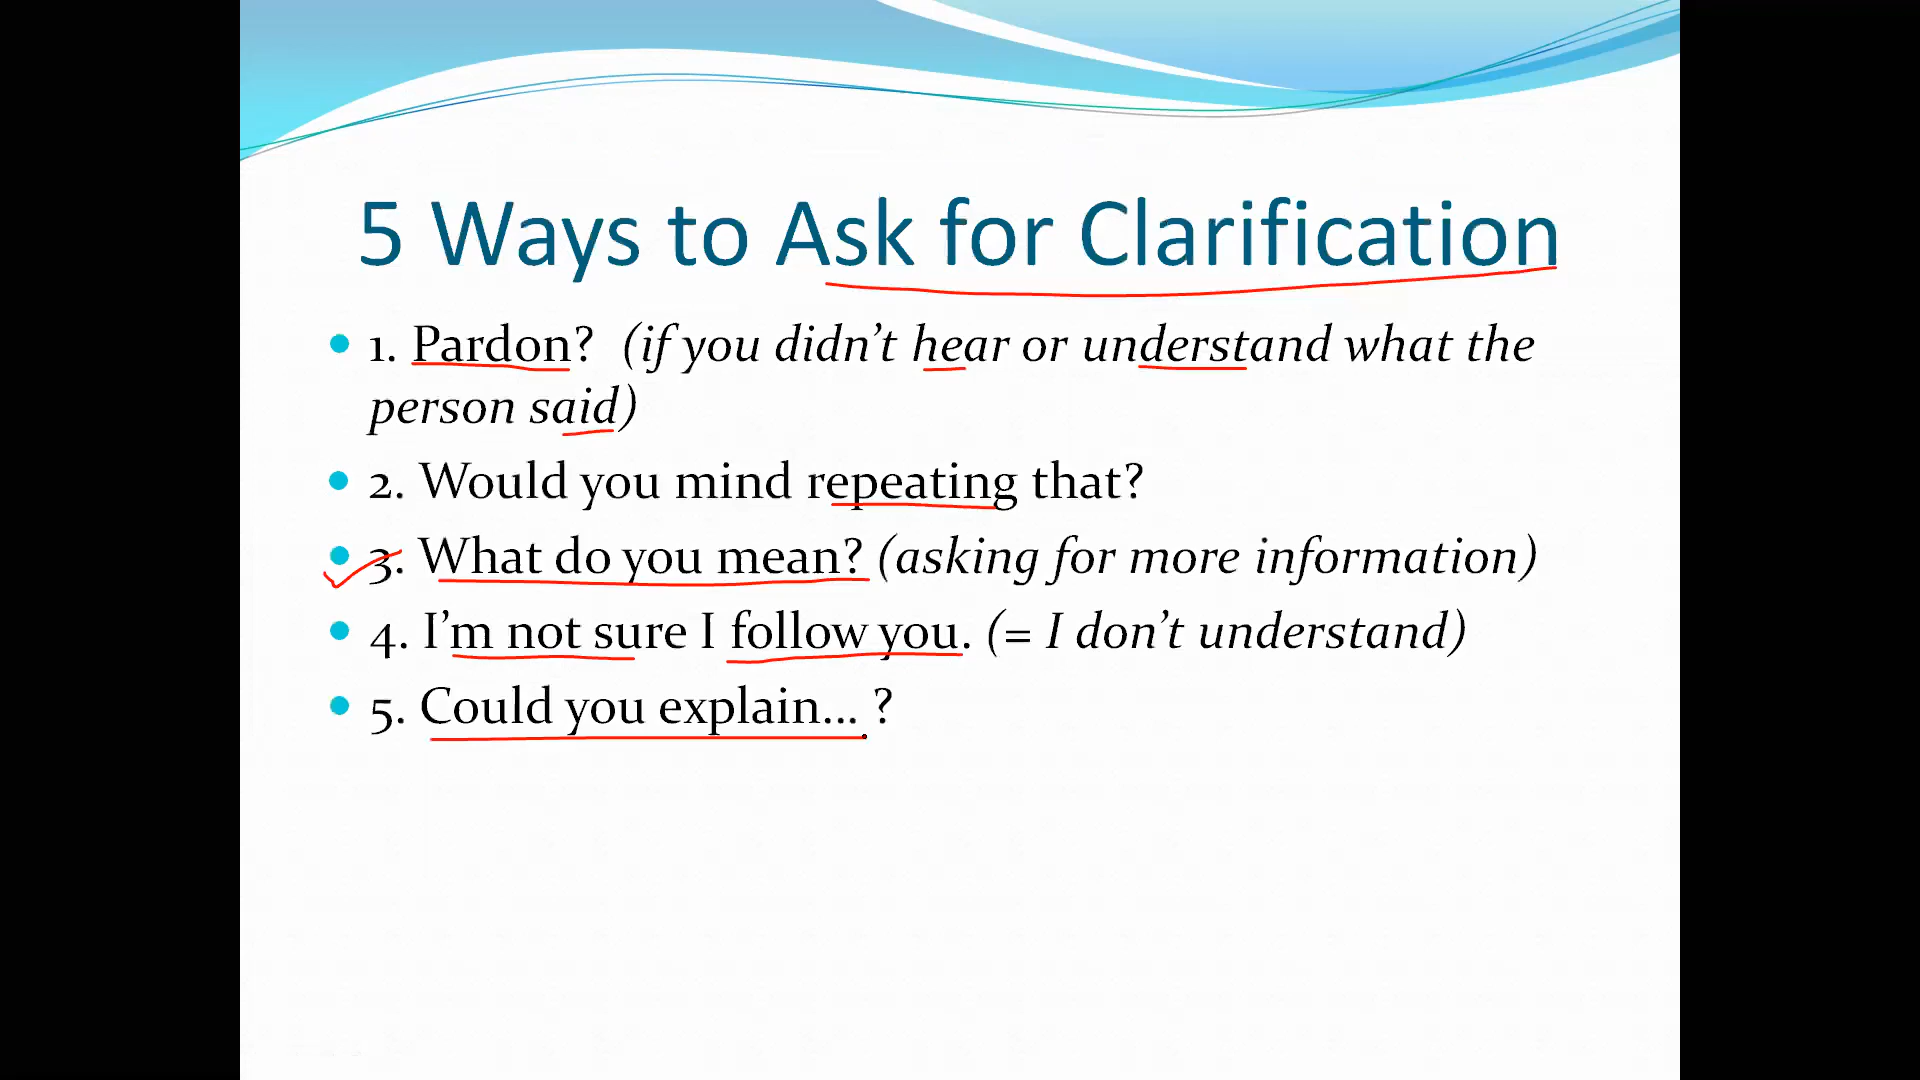 5 Ways to Ask for Clarification
• 1. Pardon? (if you didn't hear or understand what the
person said)
• 2. Would you mind repeating that?
• 3. What do you mean? (asking for more information)
• 4. I'm not sure I follow you. (= I don't understand)
• 5. Could you explain... ?